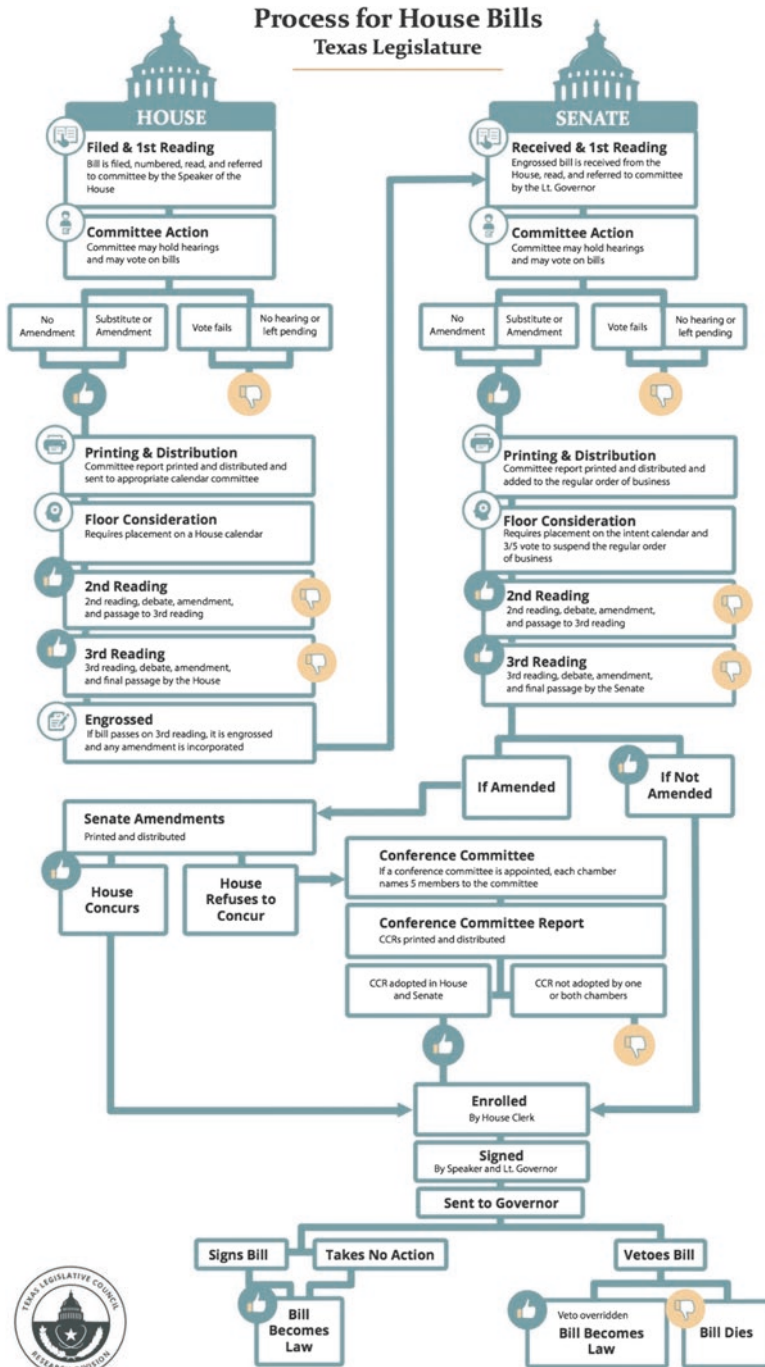 Process for House Bills
Texas Legislature
HOUSE
Filed & 1st Reading
Bill is filed, numbered, read, and referred
to committee by the Speaker of the
House
Committee Action
Committee may hold hearings
and may vote on bills
No
Amendment
Substitute or
Amendment
Vote fails
No hearing or
left pending
Printing & Distribution
Committee report printed and distributed and
sent to appropriate calendar committee
Floor Consideration
Requires placement on a House calendar
2nd Reading
2nd reading, debate, amendment,
and passage to 3rd reading
3rd Reading
3rd reading, debate, amendment,
and final passage by the House
Engrossed
If bill passes on 3rd reading, it is engrossed
and any amendment is incorporated
SENATE
Received & 1st Reading
Engrossed bill is received from the
House, read, and referred to committee
by the Lt. Governor
Committee Action
Committee may hold hearings
and may vote on bills
No
Amendment
Substitute or
Amendment
Vote fails
No hearing or
left pending
Printing & Distribution
Committee report printed and distributed and
added to the regular order of business
Floor Consideration
Requires placement on the intent calendar and
3/5 vote to suspend the regular order
of business
2nd Reading
2nd reading, debate, amendment,
and passage to 3rd reading
3rd Reading
3rd reading, debate, amendment,
and final passage by the Senate
If Amended
If Not
Amended
Senate Amendments
Printed and distributed
House
Concurs
House
Refuses to
Concur
Conference Committee
If a conference committee is appointed, each chamber
names 5 members to the committee
Conference Committee Report
CCRs printed and distributed
CCR adopted in House
and Senate
CCR not adopted by one
or both chambers
Enrolled
By House Clerk
Signed
By Speaker and Lt. Governor
Sent to Governor
Signs Bill
Takes No Action
Vetoes Bill
Bill
Becomes
Law
Veto overridden
Bill Becomes
Law
Bill Dies
TEXAS LEGISLATIVE COUNCIL